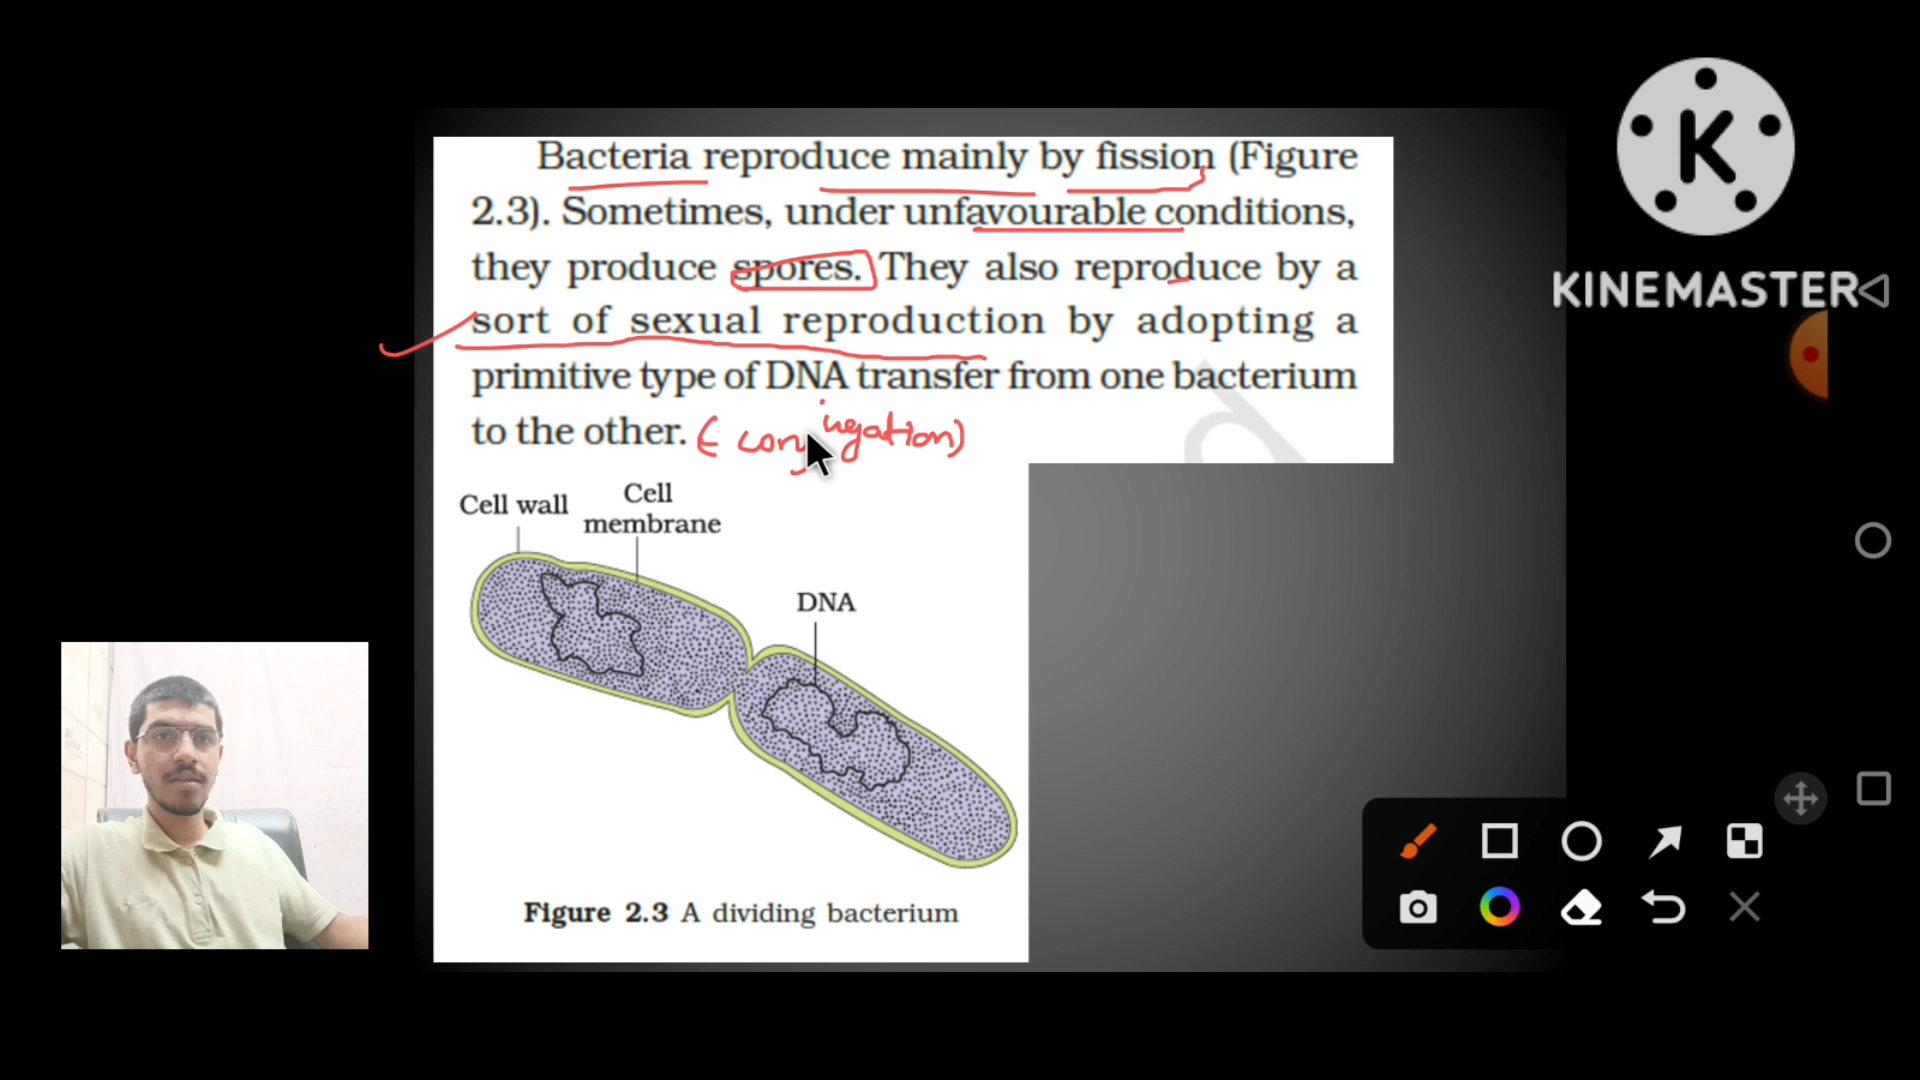 Bacteria reproduce mainly by fission (Figure
2.3). Sometimes, under unfavourable conditions,
they produce spores. They also reproduce by a
sort of sexual reproduction by adopting a
primitive type of DNA transfer from one bacterium
to the other. (conjugation)
Cell wall
Cell
membrane
DNA
Figure 2.3 A dividing bacterium
K
KINEMASTER
d